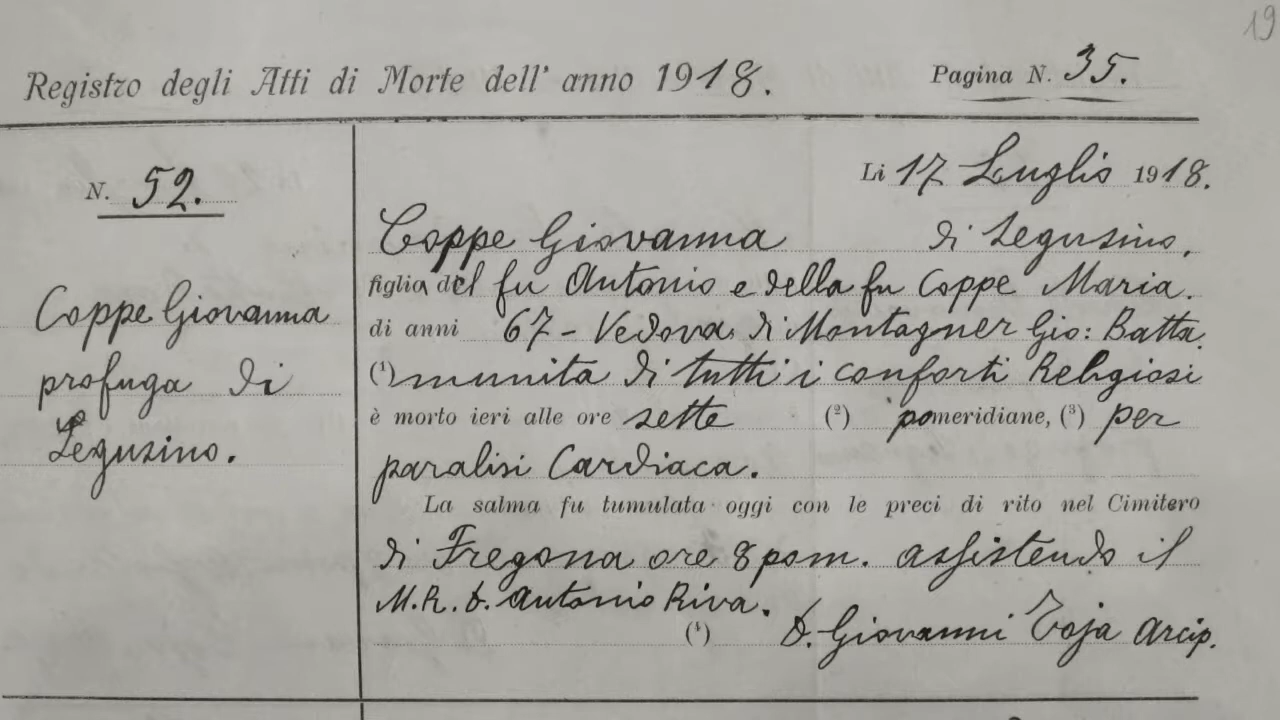 19
Registro degli Atti di Morte dell' anno 1918.
Pagina N. 35.
N. 52.
Coppe Giovanna
profuga di
Segusino.
Li 17 Luglio 1918.
Coppe Giovanna di Segusino,
figlia del fu Antonio e della fu Coppe Maria.
di anni 67 - Vedova di Montagner Gio: Batta.
(1) munita di tutti i conforti Religiosi
è morto ieri alle ore sette (2) pomeridiane, (3) per
paralisi Cardiaca.
La salma fu tumulata oggi con le preci di rito nel Cimitero
di Fregona ore 8 pom. assistendo il
M.R. D. Antonio Riva.
(4) D. Giovanni Toja Arcip.